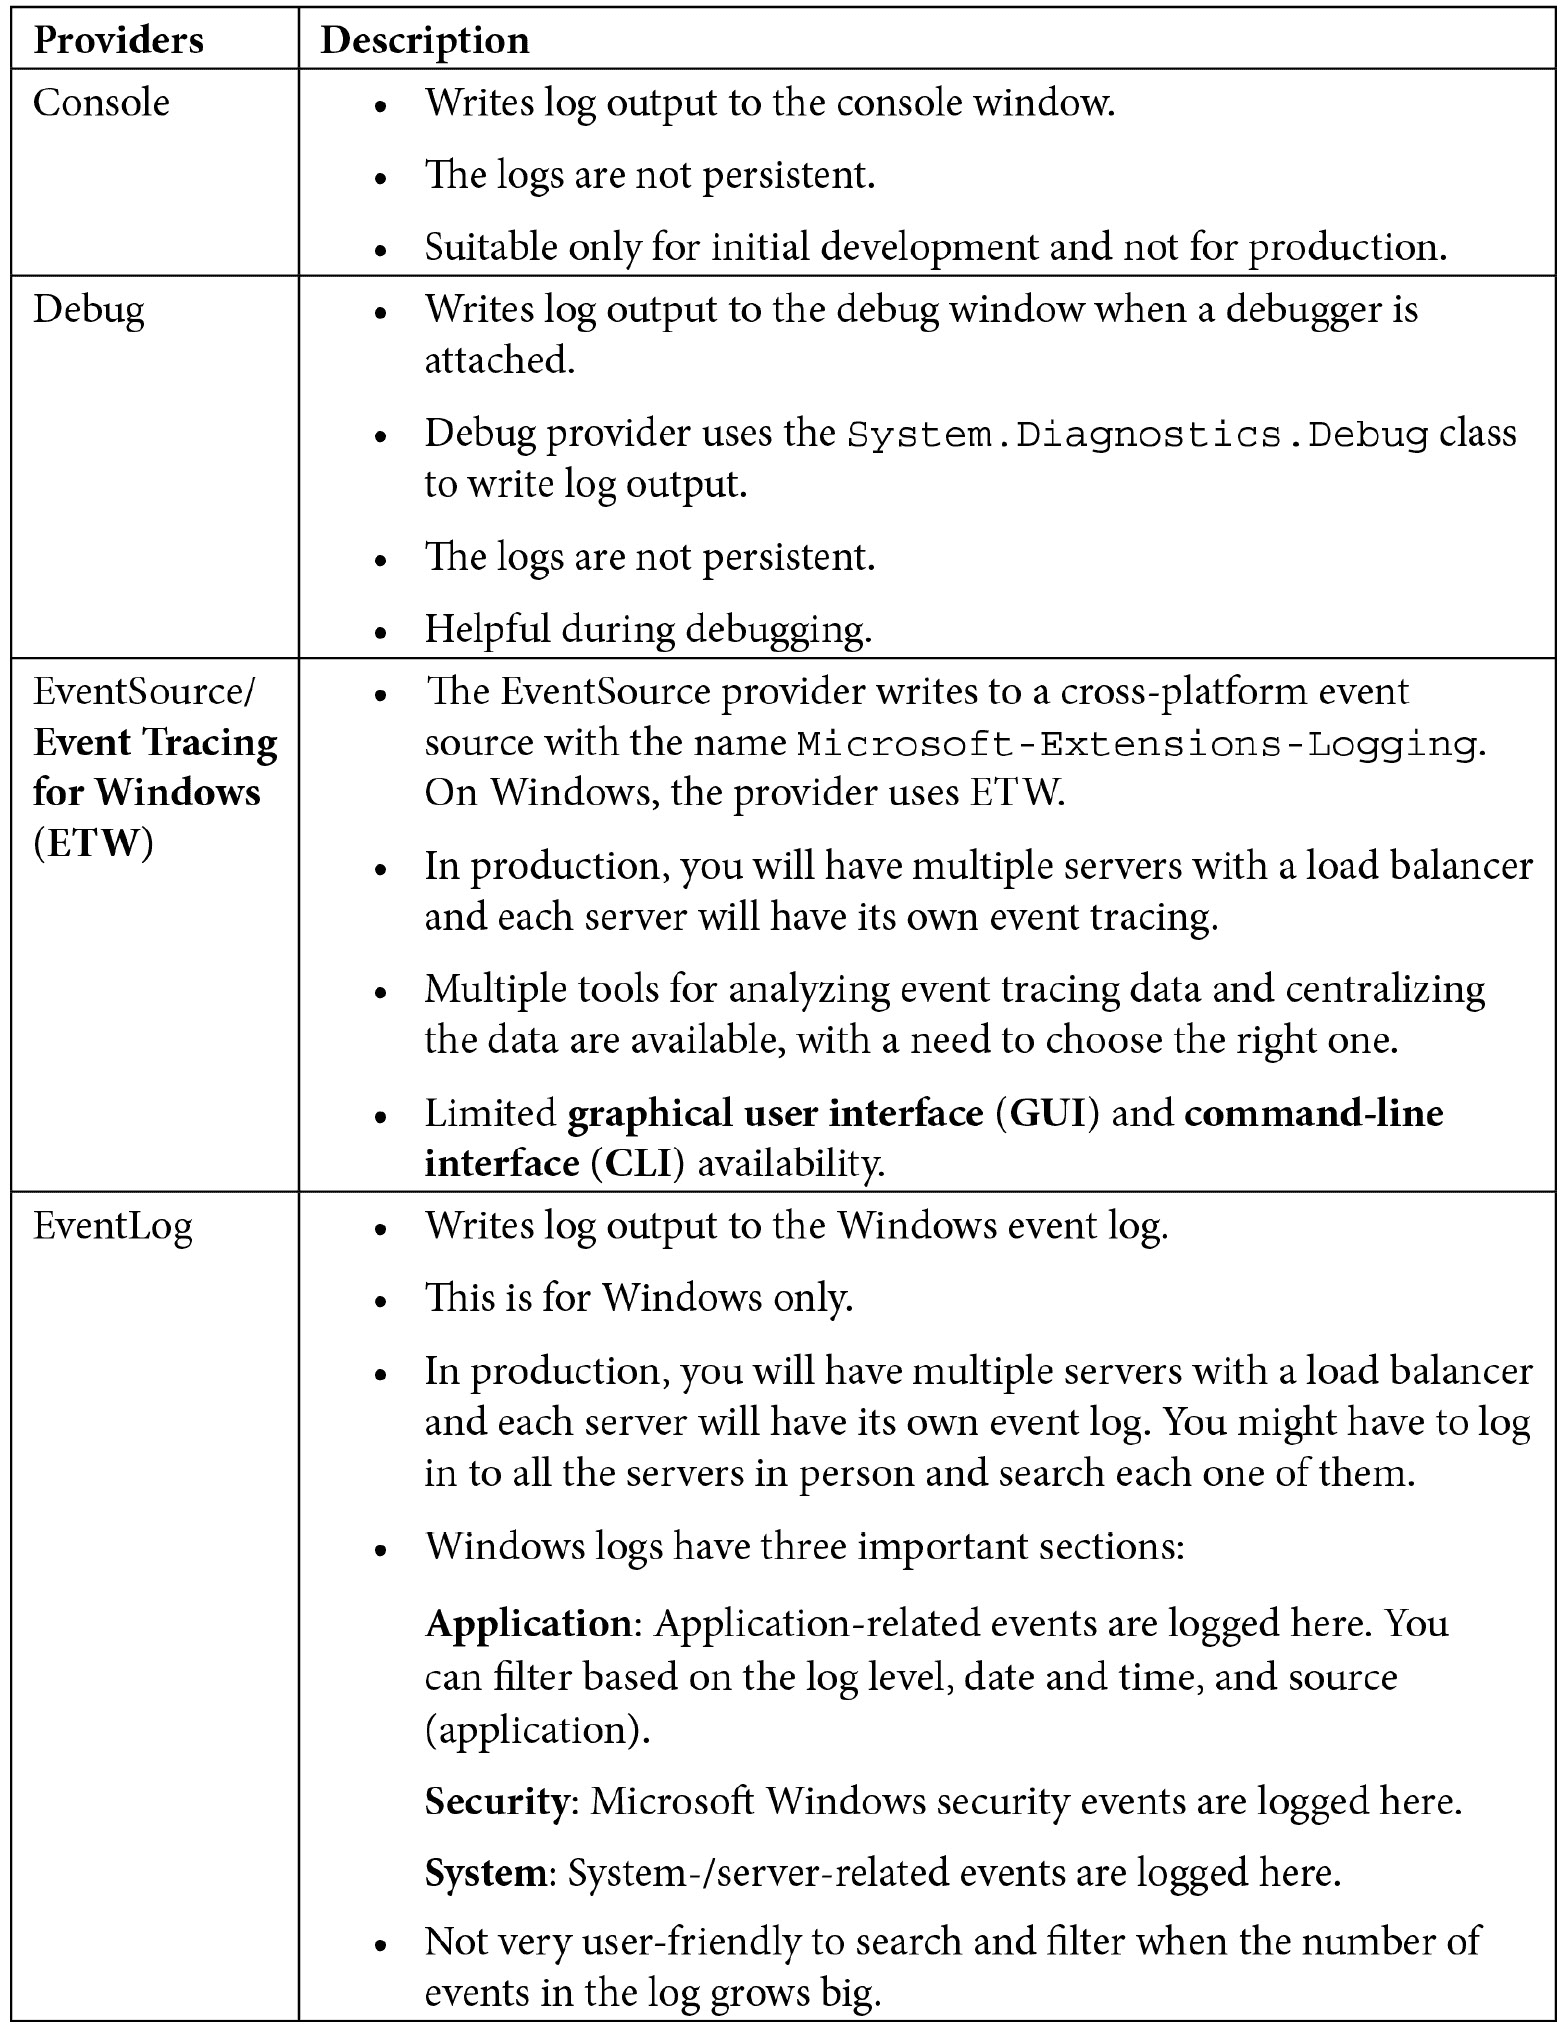 Providers
Description
Console
• Writes log output to the console window.
• The logs are not persistent.
• Suitable only for initial development and not for production.
Debug
• Writes log output to the debug window when a debugger is
attached.
• Debug provider uses the System.Diagnostics.Debug class
to write log output.
• The logs are not persistent.
• Helpful during debugging.
EventSource/
Event Tracing
for Windows
(ETW)
• The EventSource provider writes to a cross-platform event
source with the name Microsoft-Extensions-Logging.
On Windows, the provider uses ETW.
• In production, you will have multiple servers with a load balancer
and each server will have its own event tracing.
• Multiple tools for analyzing event tracing data and centralizing
the data are available, with a need to choose the right one.
• Limited graphical user interface (GUI) and command-line
interface (CLI) availability.
EventLog
• Writes log output to the Windows event log.
• This is for Windows only.
• In production, you will have multiple servers with a load balancer
and each server will have its own event log. You might have to log
in to all the servers in person and search each one of them.
• Windows logs have three important sections:
Application: Application-related events are logged here. You
can filter based on the log level, date and time, and source
(application).
Security: Microsoft Windows security events are logged here.
System: System-/server-related events are logged here.
• Not very user-friendly to search and filter when the number of
events in the log grows big.